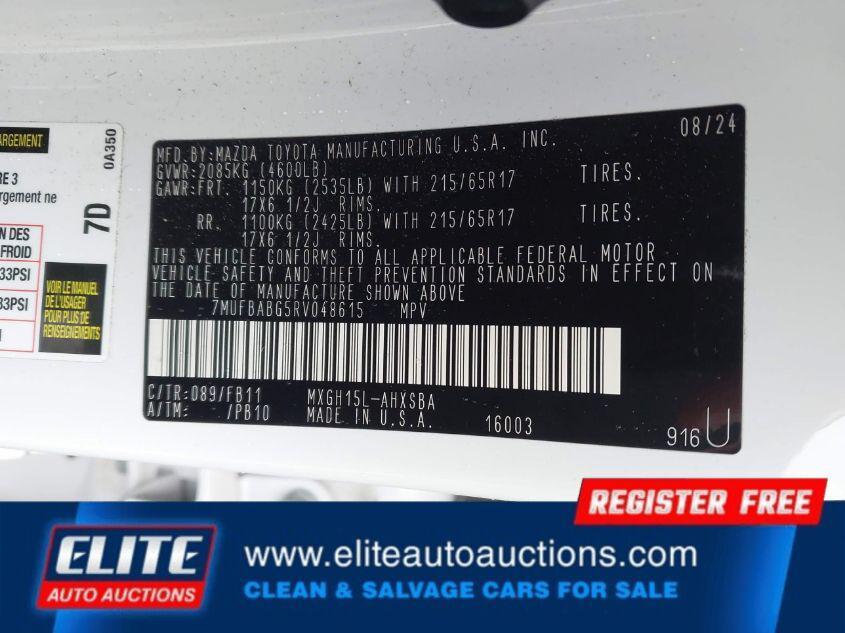 ARGEMENT
0A350
RE 3
argement ne
7D
ON DES
FROID
33PSI
33PSI
VOIR LE MANUEL
DE L'USAGER
POUR PLUS DE
RENSEIGNEMENTS
MFD.BY:MAZDA TOYOTA MANUFACTURING U.S.A. INC. 08/24
GVWR:2085KG (4600LB)
GAWR:FRT. 1150KG (2535LB) WITH 215/65R17 TIRES.
17X6 1/2J RIMS.
RR. 1100KG (2425LB) WITH 215/65R17 TIRES.
17X6 1/2J RIMS.
THIS VEHICLE CONFORMS TO ALL APPLICABLE FEDERAL MOTOR
VEHICLE SAFETY AND THEFT PREVENTION STANDARDS IN EFFECT ON
THE DATE OF MANUFACTURE SHOWN ABOVE
7MUFBABG5RV048615 MPV
C/TR:089/FB11 MXGH15L-AHXSBA
A/TM: /PB10 MADE IN U.S.A. 16003
916 U
REGISTER FREE
ELITE
AUTO AUCTIONS
www.eliteautoauctions.com
CLEAN & SALVAGE CARS FOR SALE